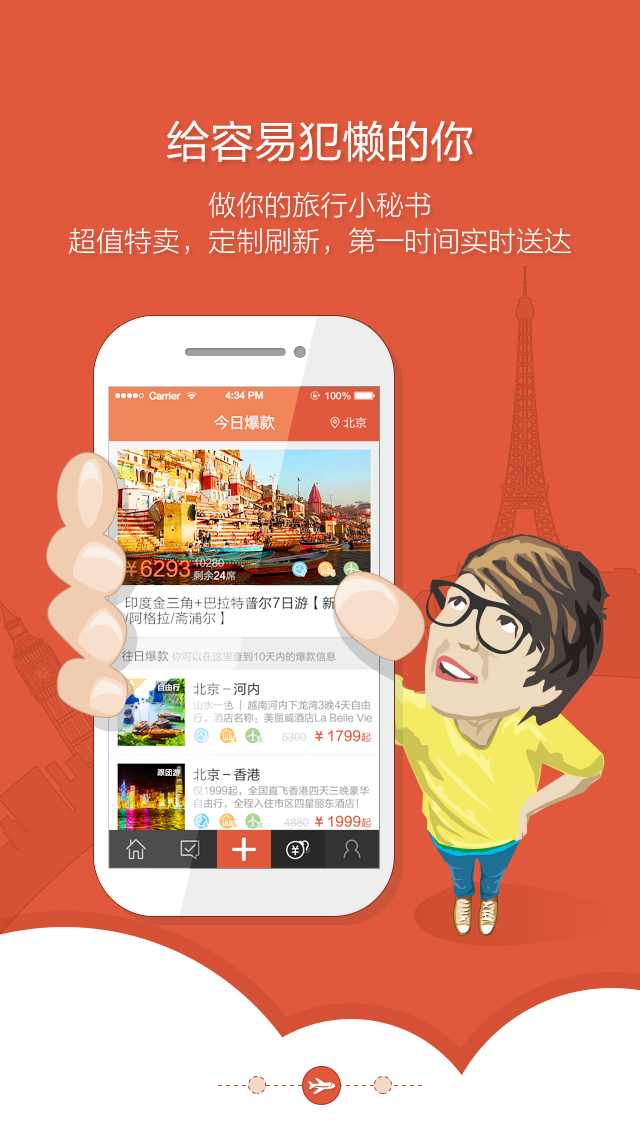 给容易犯懒的你
做你的旅行小秘书
超值特卖，定制刷新，第一时间实时送达
Carrier 4:34 PM 100%
今日爆款 北京
¥6293 10280
剩余24席
印度金三角+巴拉特普尔7日游【新
/阿格拉/斋浦尔】
往日爆款 你可以在这里查到10天内的爆款信息
自由行
北京 – 河内
山水一色 | 越南河内下龙湾3晚4天自由
行。酒店名称：美丽威酒店La Belle Vie
5300 ¥ 1799起
跟团游
北京 – 香港
仅1999起，全国直飞香港四天三晚豪华
自由行，全程入住市区四星丽东酒店！
4880 ¥ 1999起